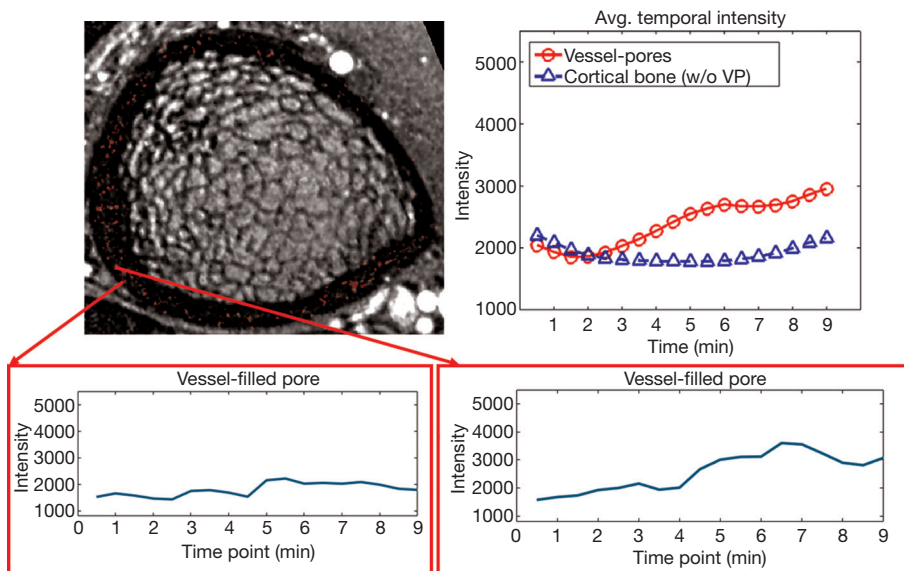 Avg. temporal intensity
Vessel-pores
Cortical bone (w/o VP)
Intensity
5000
4000
3000
2000
1000
1 2 3 4 5 6 7 8 9
Time (min)
Vessel-filled pore
Intensity
5000
4000
3000
2000
1000
0 1 2 3 4 5 6 7 8 9
Time point (min)
Vessel-filled pore
Intensity
5000
4000
3000
2000
1000
0 1 2 3 4 5 6 7 8 9
Time point (min)